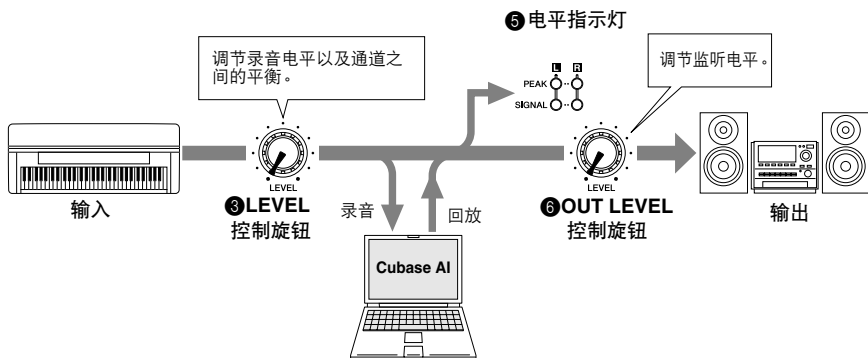 ❺电平指示灯
调节录音电平以及通道之
间的平衡。
调节监听电平。
L R
PEAK
SIGNAL
LEVEL
LEVEL
输入
❸LEVEL
控制旋钮
录音
回放
❻OUT LEVEL
控制旋钮
输出
Cubase AI